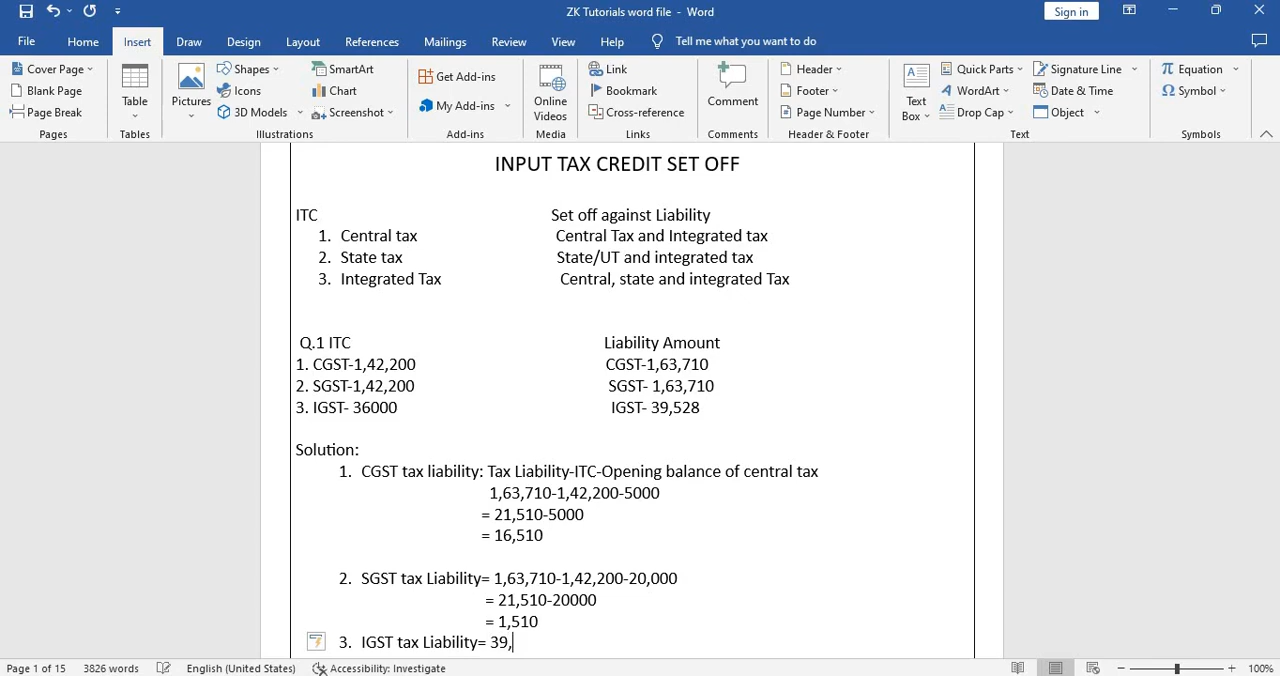 ZK Tutorials word file - Word
Sign in
File Home Insert Draw Design Layout References Mailings Review View Help Tell me what you want to do
Cover Page
Blank Page
Page Break
Pages
Table
Tables
Pictures
Shapes
Icons
3D Models
SmartArt
Chart
Screenshot
Illustrations
Get Add-ins
My Add-ins
Add-ins
Online
Videos
Media
Link
Bookmark
Cross-reference
Links
Comment
Comments
Header
Footer
Page Number
Header & Footer
Text
Box
Quick Parts
WordArt
Drop Cap
Signature Line
Date & Time
Object
Text
Equation
Symbol
Symbols
INPUT TAX CREDIT SET OFF
ITC Set off against Liability
1. Central tax Central Tax and Integrated tax
2. State tax State/UT and integrated tax
3. Integrated Tax Central, state and integrated Tax
Q.1 ITC Liability Amount
1. CGST-1,42,200 CGST-1,63,710
2. SGST-1,42,200 SGST- 1,63,710
3. IGST- 36000 IGST- 39,528
Solution:
1. CGST tax liability: Tax Liability-ITC-Opening balance of central tax
1,63,710-1,42,200-5000
= 21,510-5000
= 16,510
2. SGST tax Liability= 1,63,710-1,42,200-20,000
= 21,510-20000
= 1,510
3. IGST tax Liability= 39,
Page 1 of 15 3826 words English (United States) Accessibility: Investigate 100%